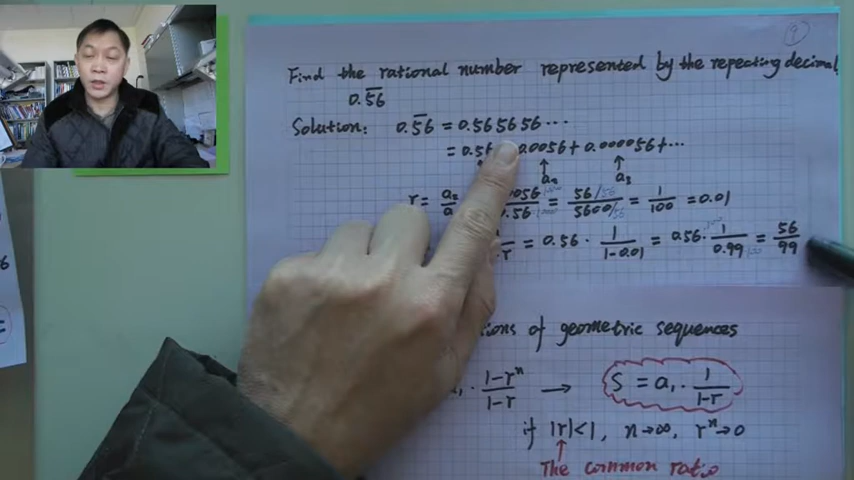 9
Find the rational number represented by the repeating decimal
0.5̅6̅
Solution: 0.5̅6̅ = 0.565656...
= 0.56 0.0056 + 0.000056 + ...
a₂ a₃
r = a₂/a 0056/0.56 = 56/5600 = 1/100 = 0.01
-r = 0.56 · 1/(1-0.01) = 0.56 · 1/0.99 = 56/99
ions of geometric sequences
· (1-rⁿ)/(1-r) → S = a₁ · 1/(1-r)
if |r|<1, n→∞, rⁿ→0
The common ratio